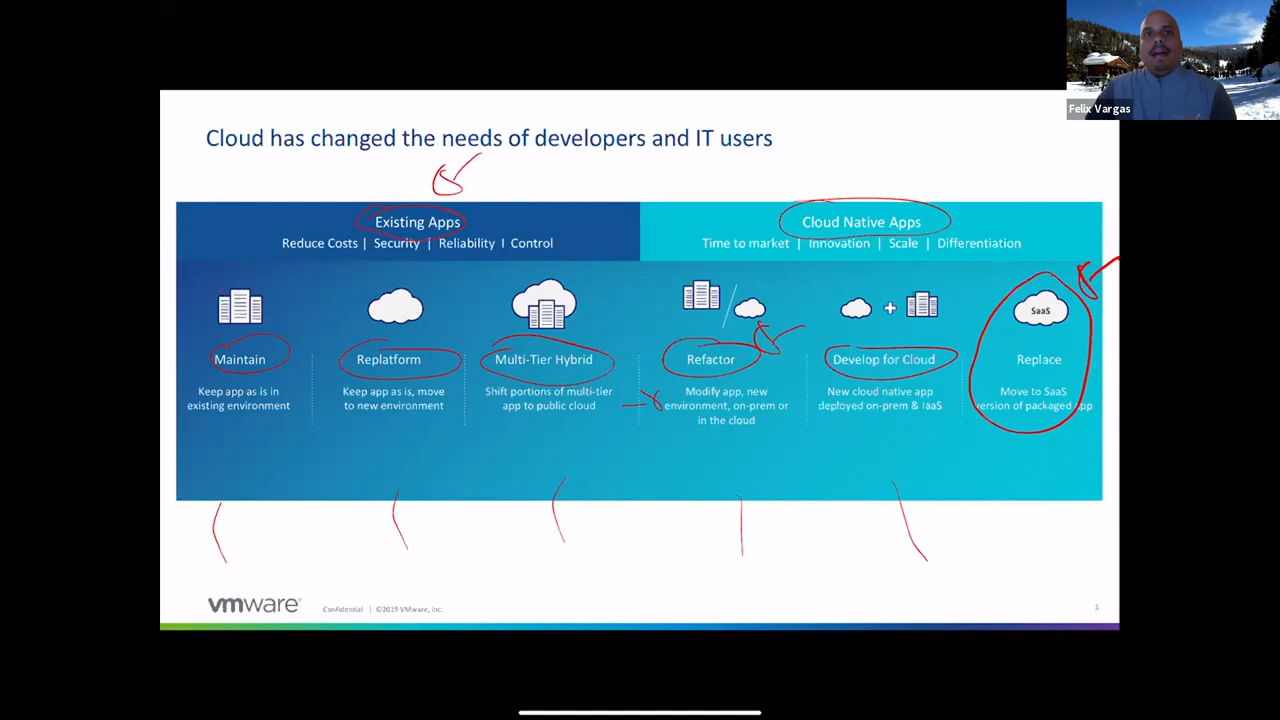 Felix Vargas
Cloud has changed the needs of developers and IT users
Existing Apps
Reduce Costs | Security | Reliability I Control
Cloud Native Apps
Time to market | Innovation | Scale | Differentiation
Maintain
Keep app as is in
existing environment
Replatform
Keep app as is, move
to new environment
Multi-Tier Hybrid
Shift portions of multi-tier
app to public cloud
Refactor
Modify app, new
environment, on-prem or
in the cloud
Develop for Cloud
New cloud native app
deployed on-prem & IaaS
SaaS
Replace
Move to SaaS
version of packaged app
vmware®
Confidential | ©2019 VMware, Inc.
3